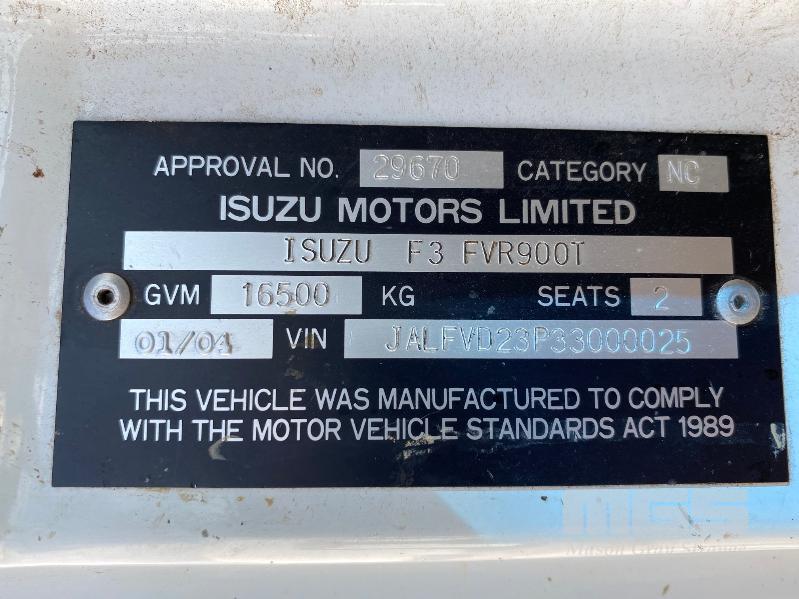 APPROVAL NO. 29670 CATEGORY NC
ISUZU MOTORS LIMITED
ISUZU F3 FVR900T
GVM 16500 KG SEATS 2
01/04 VIN JALFVD23P33000025
THIS VEHICLE WAS MANUFACTURED TO COMPLY
WITH THE MOTOR VEHICLE STANDARDS ACT 1989
MGS